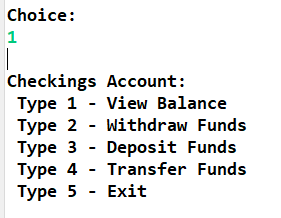 Choice:
1
Checkings Account:
Type 1 - View Balance
Type 2 - Withdraw Funds
Type 3 - Deposit Funds
Type 4 - Transfer Funds
Type 5 - Exit